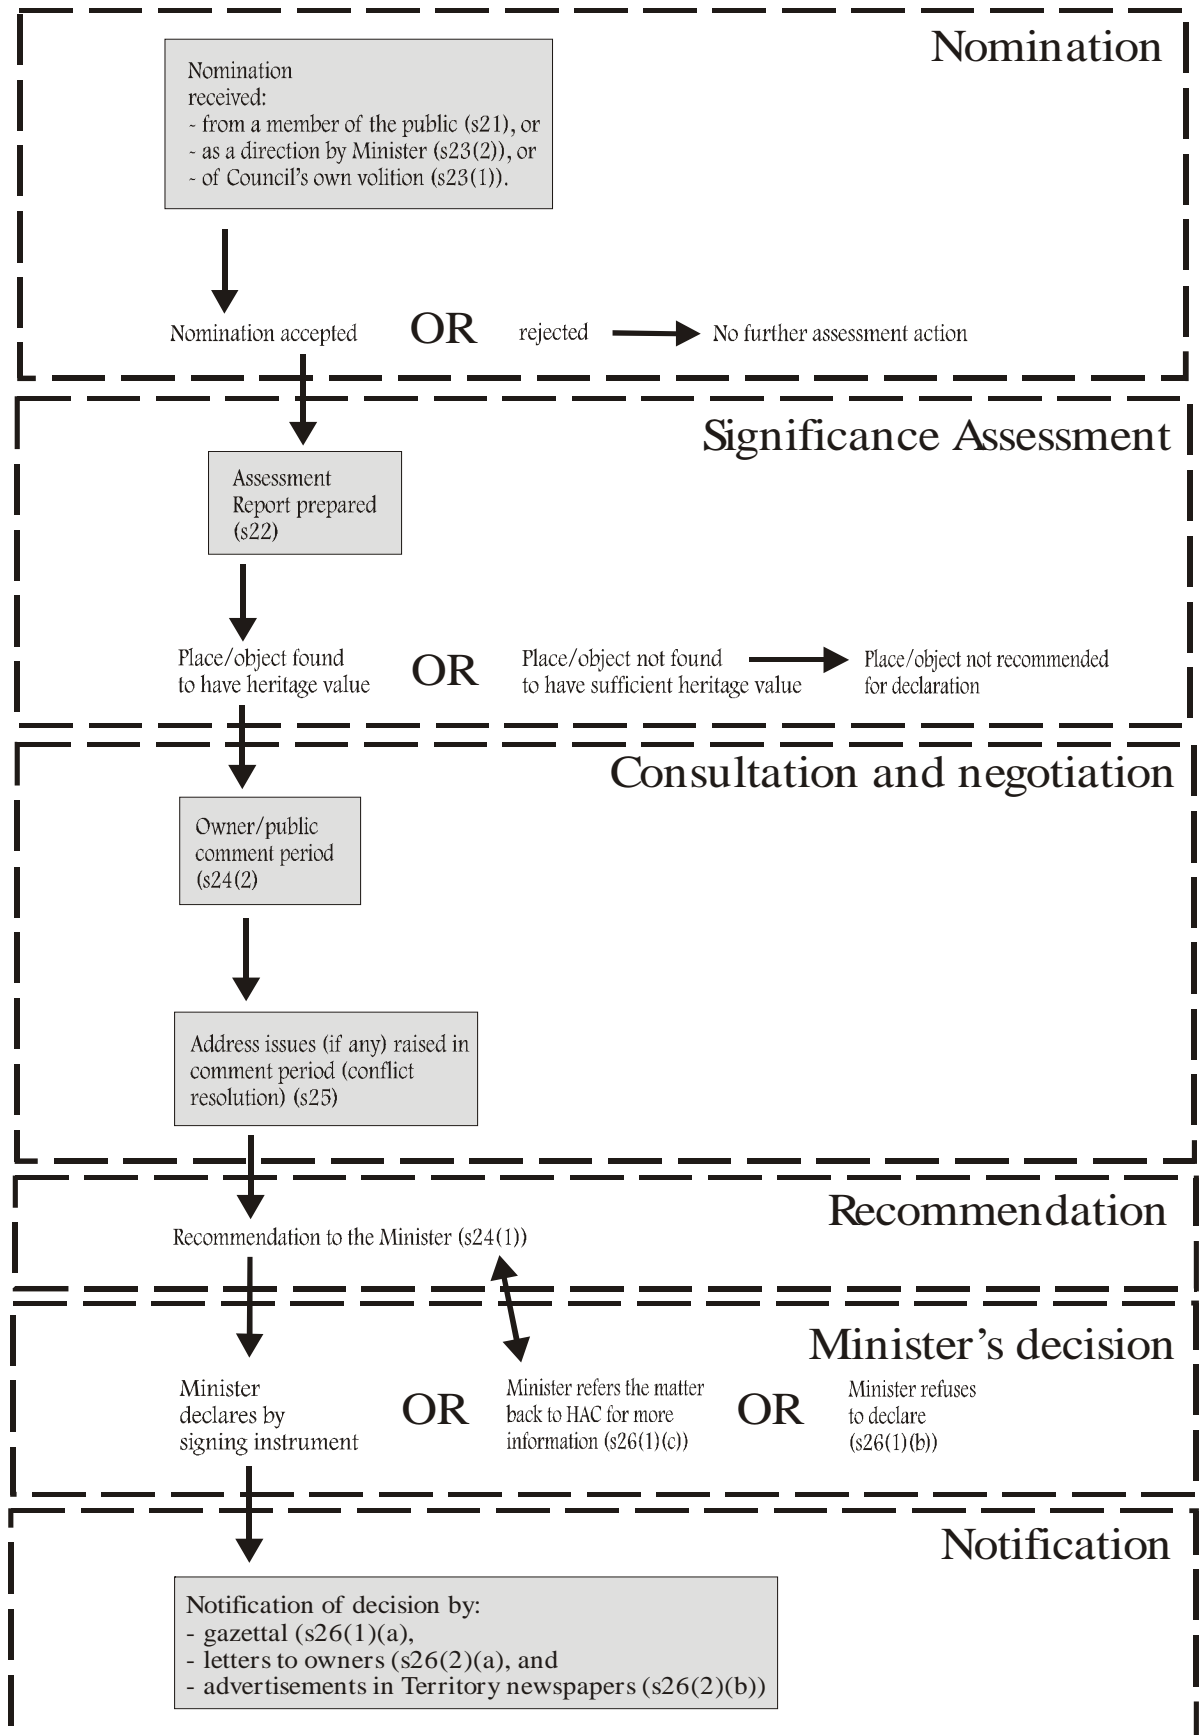 Nomination
Nomination
received:
- from a member of the public (s21), or
- as a direction by Minister (s23(2)), or
- of Council's own volition (s23(1)).
Nomination accepted OR rejected No further assessment action
Significance Assessment
Assessment
Report prepared
(s22)
Place/object found
to have heritage value
OR
Place/object not found
to have sufficient heritage value
Place/object not recommended
for declaration
Consultation and negotiation
Owner/public
comment period
(s24(2)
Address issues (if any) raised in
comment period (conflict
resolution) (s25)
Recommendation
Recommendation to the Minister (s24(1))
Minister's decision
Minister
declares by
signing instrument
OR
Minister refers the matter
back to HAC for more
information (s26(1)(c))
OR
Minister refuses
to declare
(s26(1)(b))
Notification
Notification of decision by:
- gazettal (s26(1)(a),
- letters to owners (s26(2)(a), and
- advertisements in Territory newspapers (s26(2)(b))